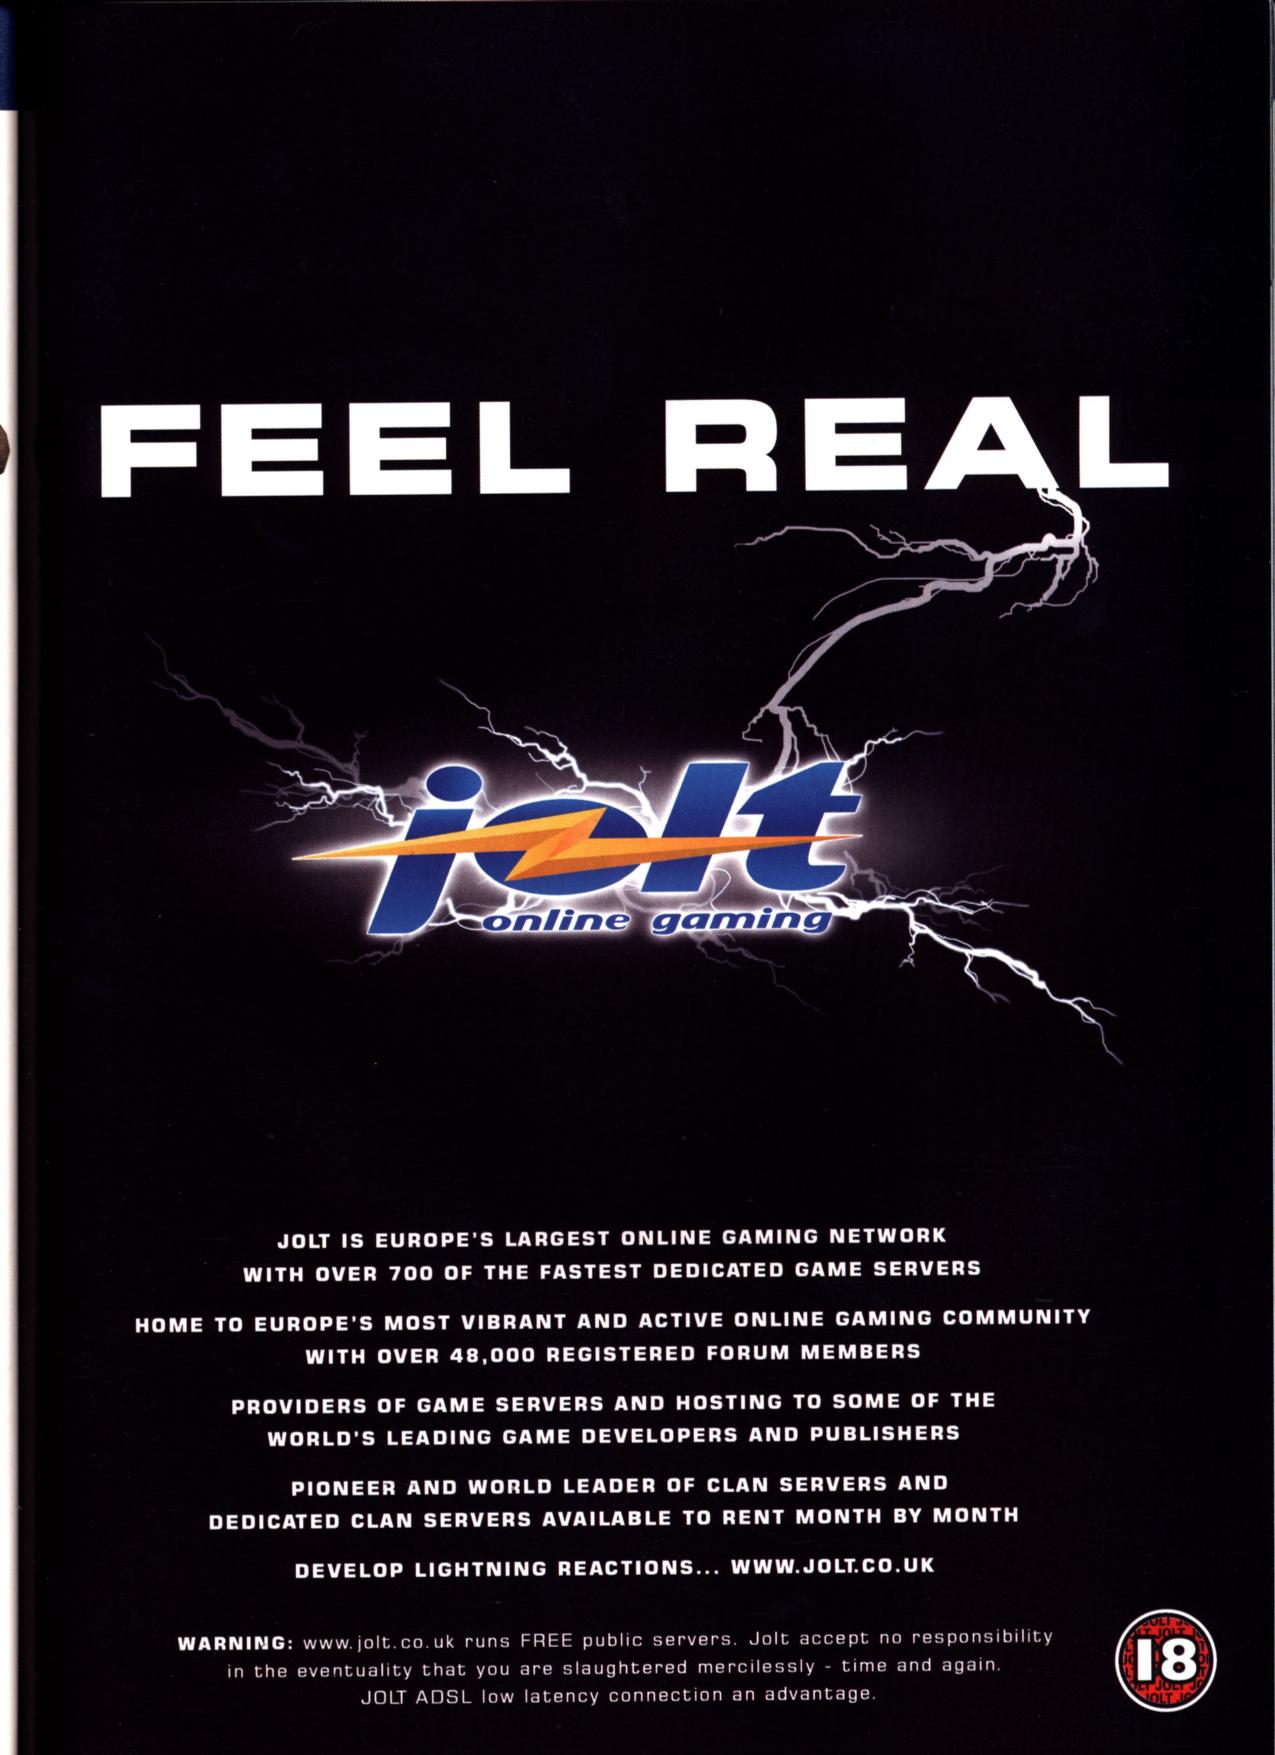 FEEL REAL
jolt
online gaming
JOLT IS EUROPE'S LARGEST ONLINE GAMING NETWORK
WITH OVER 700 OF THE FASTEST DEDICATED GAME SERVERS
HOME TO EUROPE'S MOST VIBRANT AND ACTIVE ONLINE GAMING COMMUNITY
WITH OVER 48,000 REGISTERED FORUM MEMBERS
PROVIDERS OF GAME SERVERS AND HOSTING TO SOME OF THE
WORLD'S LEADING GAME DEVELOPERS AND PUBLISHERS
PIONEER AND WORLD LEADER OF CLAN SERVERS AND
DEDICATED CLAN SERVERS AVAILABLE TO RENT MONTH BY MONTH
DEVELOP LIGHTNING REACTIONS... WWW.JOLT.CO.UK
WARNING: www.jolt.co.uk runs FREE public servers. Jolt accept no responsibility
in the eventuality that you are slaughtered mercilessly - time and again.
JOLT ADSL low latency connection an advantage.
18